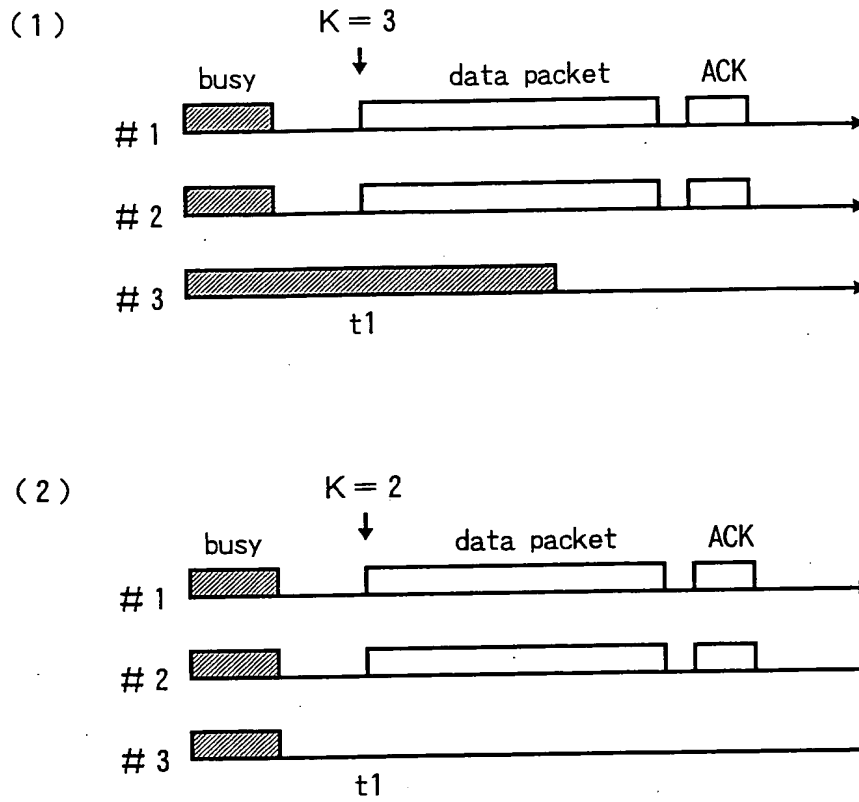 (1)
K = 3
busy data packet ACK
# 1
# 2
# 3
t1
(2)
K = 2
busy data packet ACK
# 1
# 2
# 3
t1